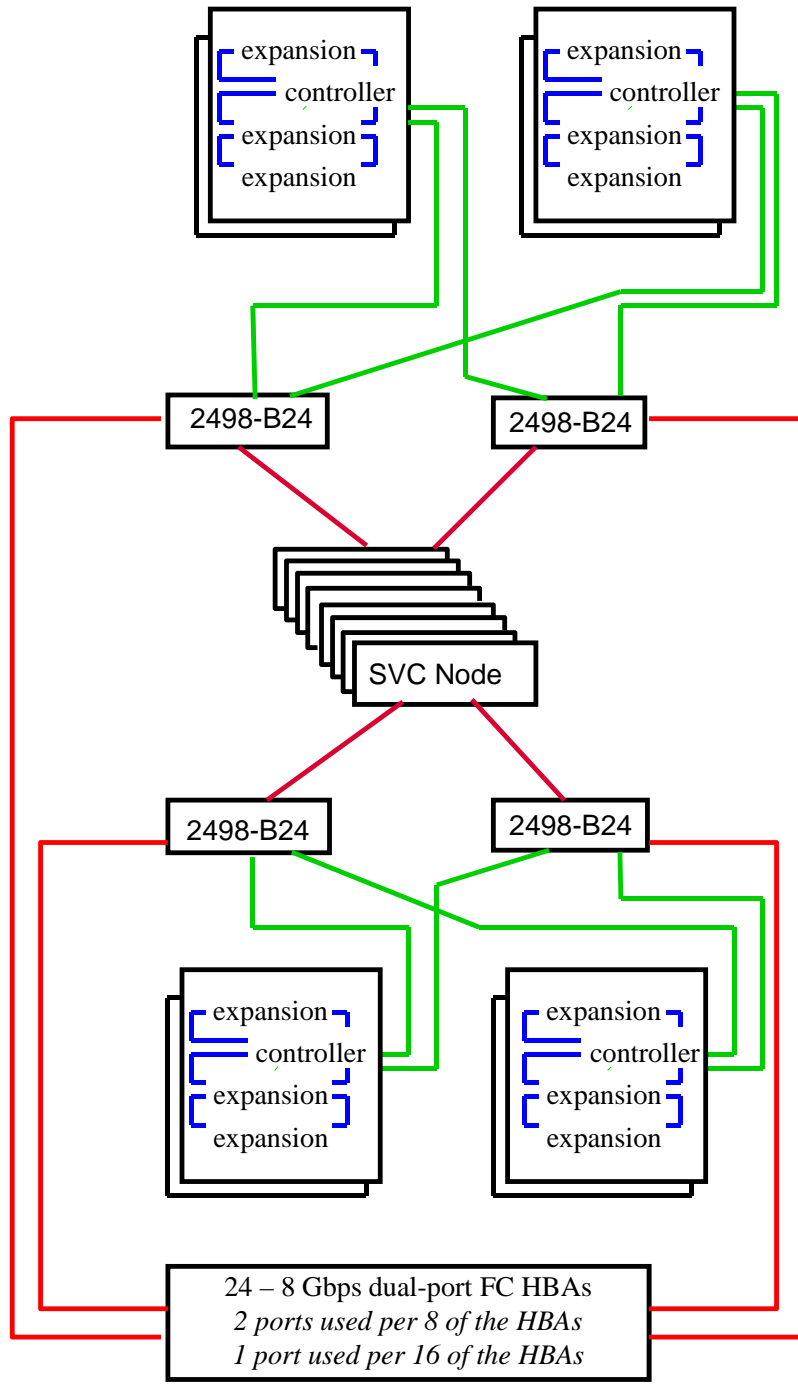 expansion
controller
expansion
expansion
expansion
controller
expansion
expansion
2498-B24
2498-B24
SVC Node
2498-B24
2498-B24
expansion
controller
expansion
expansion
expansion
controller
expansion
expansion
24 – 8 Gbps dual-port FC HBAs
2 ports used per 8 of the HBAs
1 port used per 16 of the HBAs